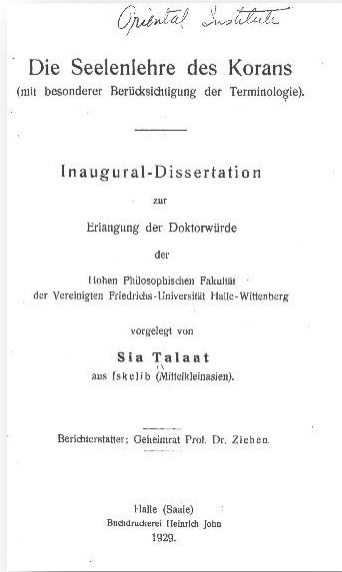 Oriental Institute
Die Seelenlehre des Korans
(mit besonderer Berücksichtigung der Terminologie).
Inaugural-Dissertation
zur
Erlangung der Doktorwürde
der
Hohen Philosophischen Fakultät
der Vereinigten Friedrichs-Universität Halle-Wittenberg
vorgelegt von
Sia Talaat
aus Iskelib (Mittelkleinasien).
Berichterstatter: Geheimrat Prof. Dr. Ziehen.
Halle (Saale)
Buchdruckerei Heinrich John
1929.